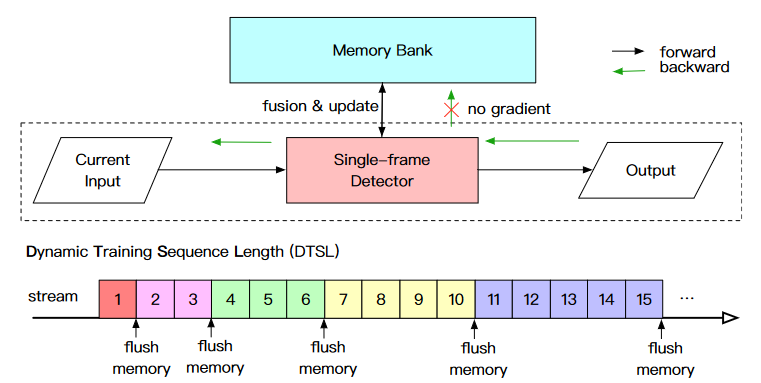 Memory Bank
forward
backward
fusion & update
no gradient
Current
Input
Single-frame
Detector
Output
Dynamic Training Sequence Length (DTSL)
stream
1 2 3 4 5 6 7 8 9 10 11 12 13 14 15 ...
flush
memory
flush
memory
flush
memory
flush
memory
flush
memory